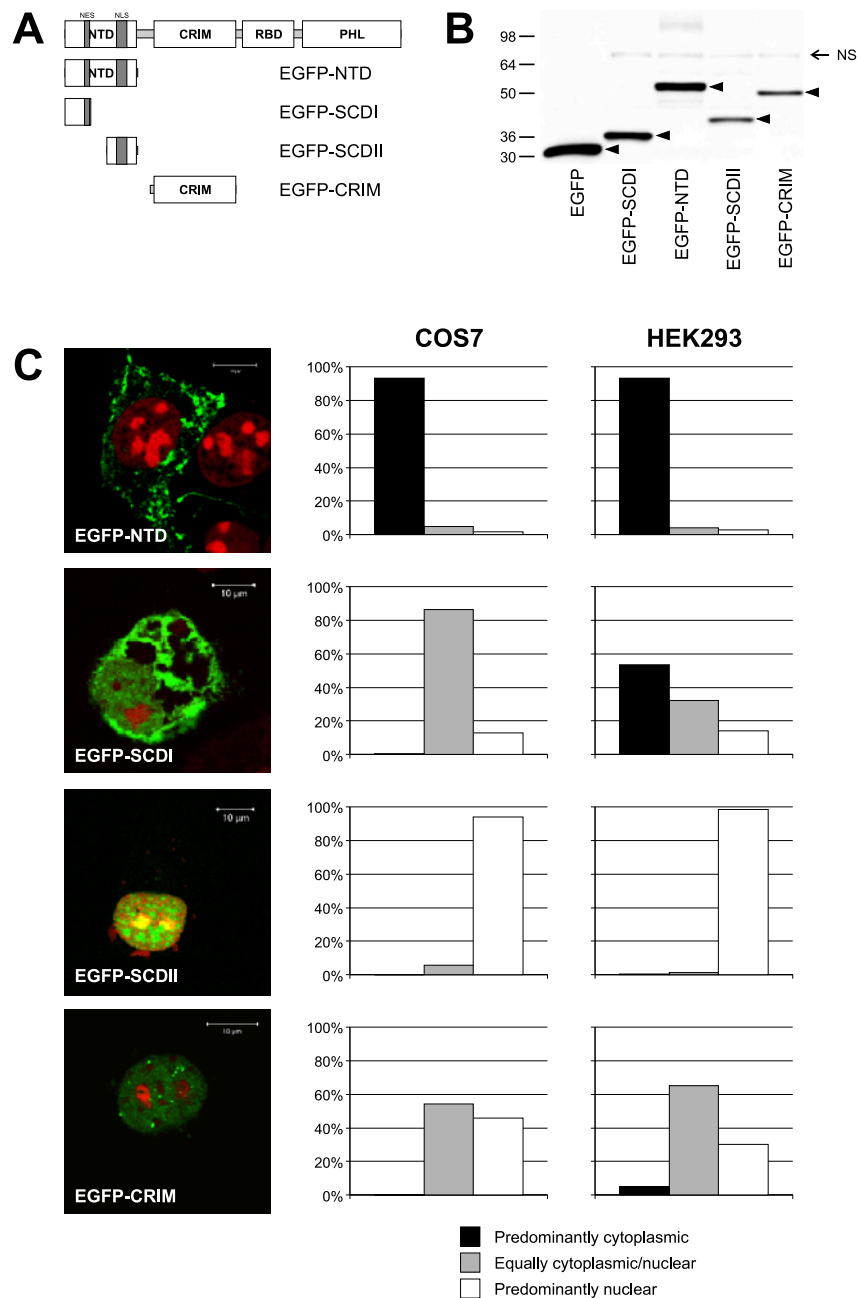 A
NES NLS
NTD CRIM RBD PHL
NTD EGFP-NTD
EGFP-SCDI
EGFP-SCDII
CRIM EGFP-CRIM
B
98
64
50
36
30
NS
EGFP
EGFP-SCDI
EGFP-NTD
EGFP-SCDII
EGFP-CRIM
C
COS7 HEK293
EGFP-NTD
100% 100%
80% 80%
60% 60%
40% 40%
20% 20%
0% 0%
10 µm
EGFP-SCDI
100% 100%
80% 80%
60% 60%
40% 40%
20% 20%
0% 0%
10 µm
EGFP-SCDII
100% 100%
80% 80%
60% 60%
40% 40%
20% 20%
0% 0%
10 µm
EGFP-CRIM
100% 100%
80% 80%
60% 60%
40% 40%
20% 20%
0% 0%
Predominantly cytoplasmic
Equally cytoplasmic/nuclear
Predominantly nuclear